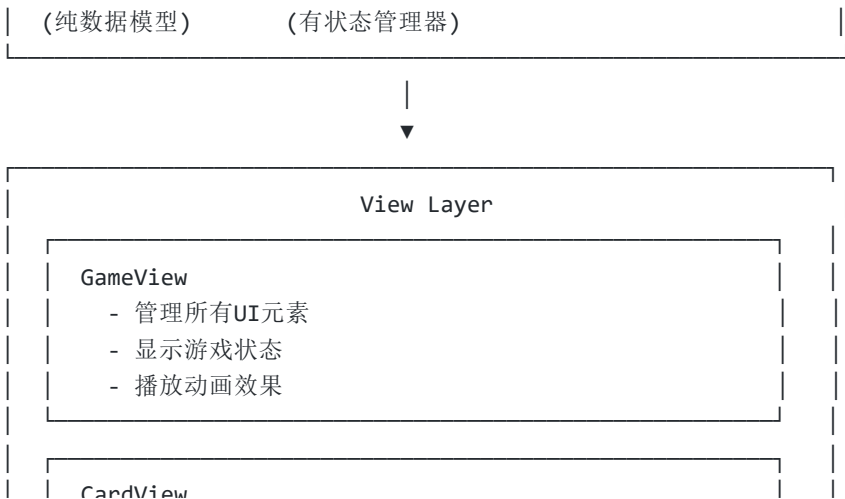 (纯数据模型) (有状态管理器)
View Layer
GameView
- 管理所有UI元素
- 显示游戏状态
- 播放动画效果
CardView